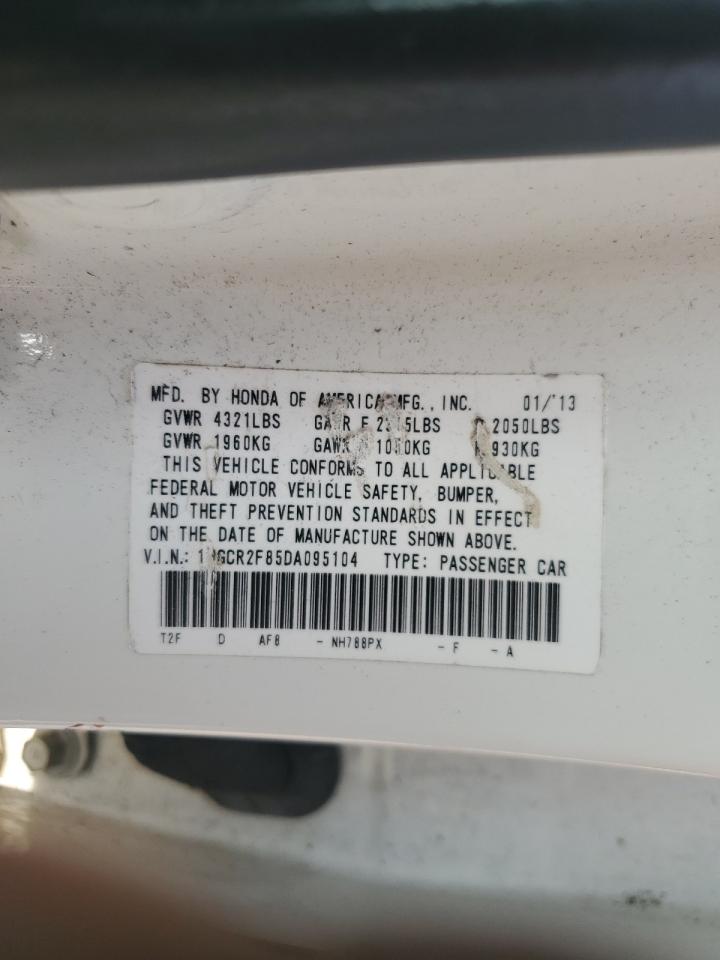 MFD. BY HONDA OF INC. 01/'13
GVWR 4321LBS 2050LBS
GVWR 1960KG 930KG
THIS VEHICLE CONFORMS TO ALL APPLICABLE
FEDERAL MOTOR VEHICLE SAFETY, BUMPER,
AND THEFT PREVENTION STANDARDS IN EFFECT
ON THE DATE OF MANUFACTURE SHOWN ABOVE.
V.I.N.: TYPE: PASSENGER CAR
T2F D AF8 - NH788PX - F - A